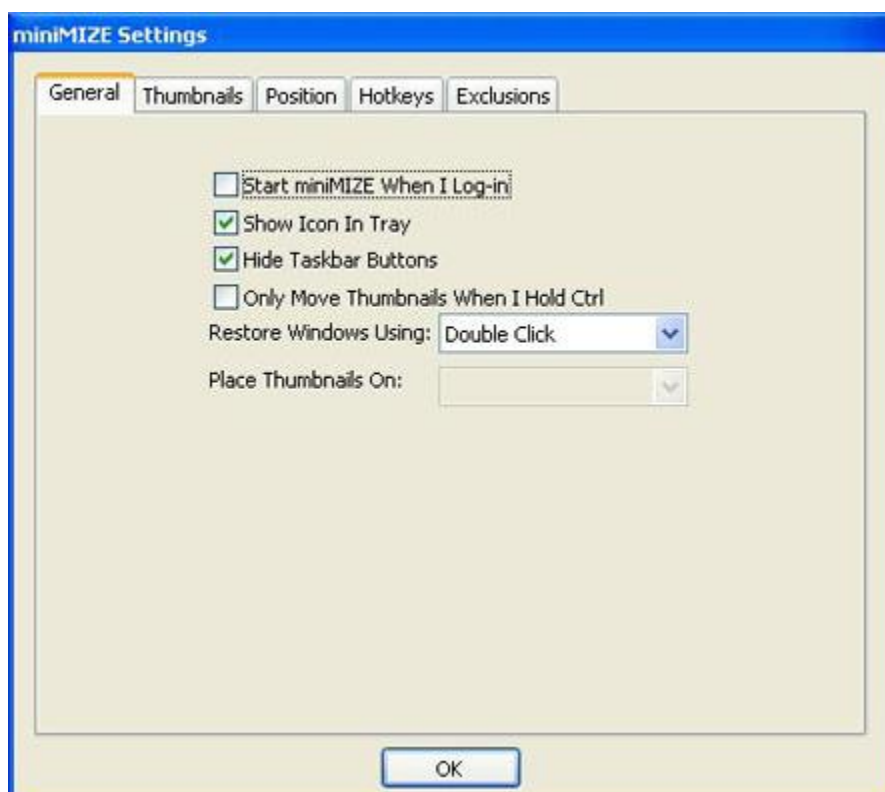 miniMIZE Settings
General Thumbnails Position Hotkeys Exclusions
Start miniMIZE When I Log-in
Show Icon In Tray
Hide Taskbar Buttons
Only Move Thumbnails When I Hold Ctrl
Restore Windows Using: Double Click
Place Thumbnails On:
OK